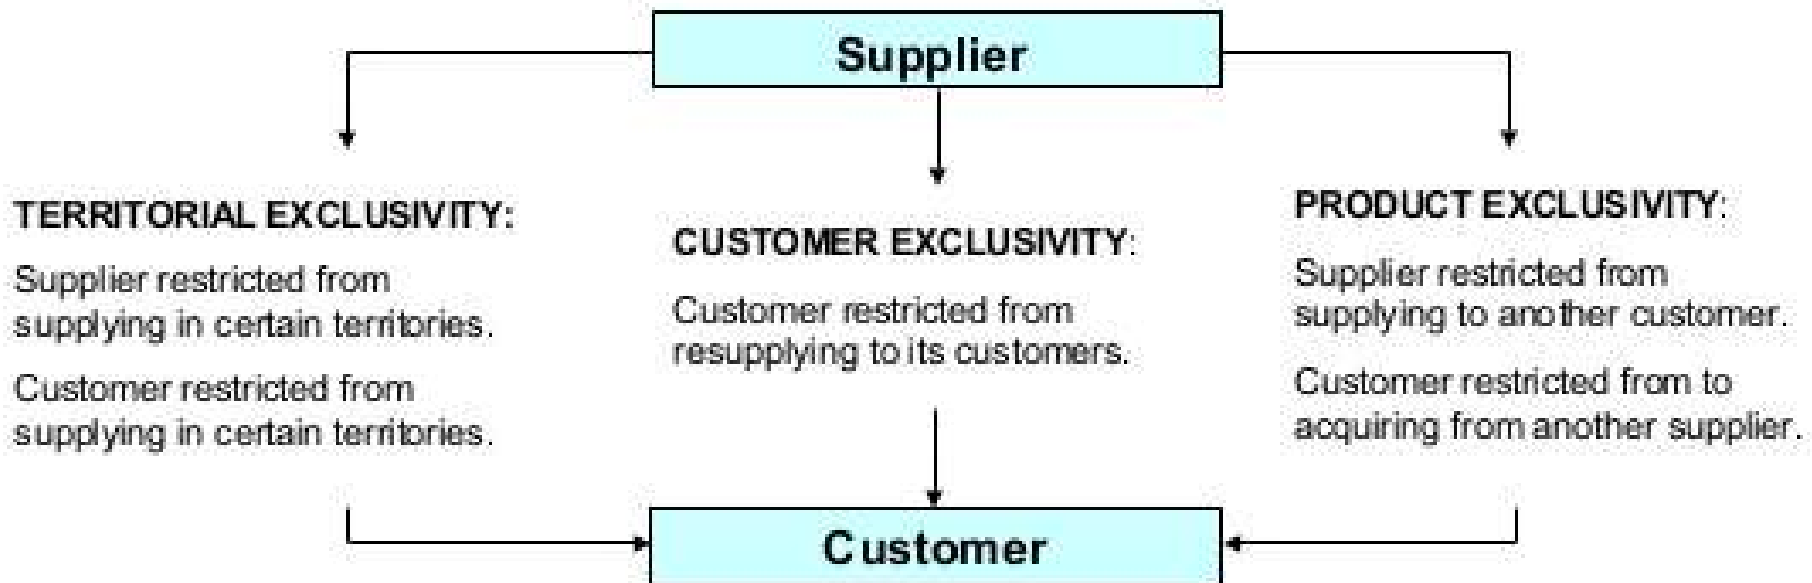 Supplier
TERRITORIAL EXCLUSIVITY:
Supplier restricted from
supplying in certain territories.
Customer restricted from
supplying in certain territories.
CUSTOMER EXCLUSIVITY:
Customer restricted from
resupplying to its customers.
PRODUCT EXCLUSIVITY:
Supplier restricted from
supplying to another customer.
Customer restricted from to
acquiring from another supplier.
Customer